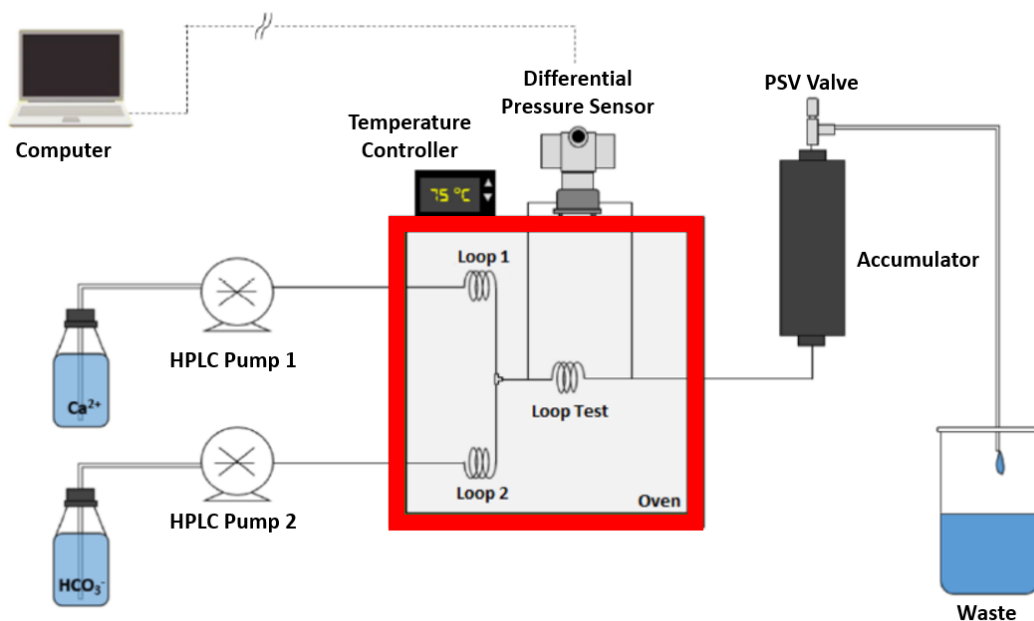 Computer
Temperature
Controller
75 °C
Differential
Pressure Sensor
PSV Valve
Accumulator
Loop 1
HPLC Pump 1
Ca²⁺
Loop Test
Loop 2
HPLC Pump 2
HCO₃⁻
Oven
Waste